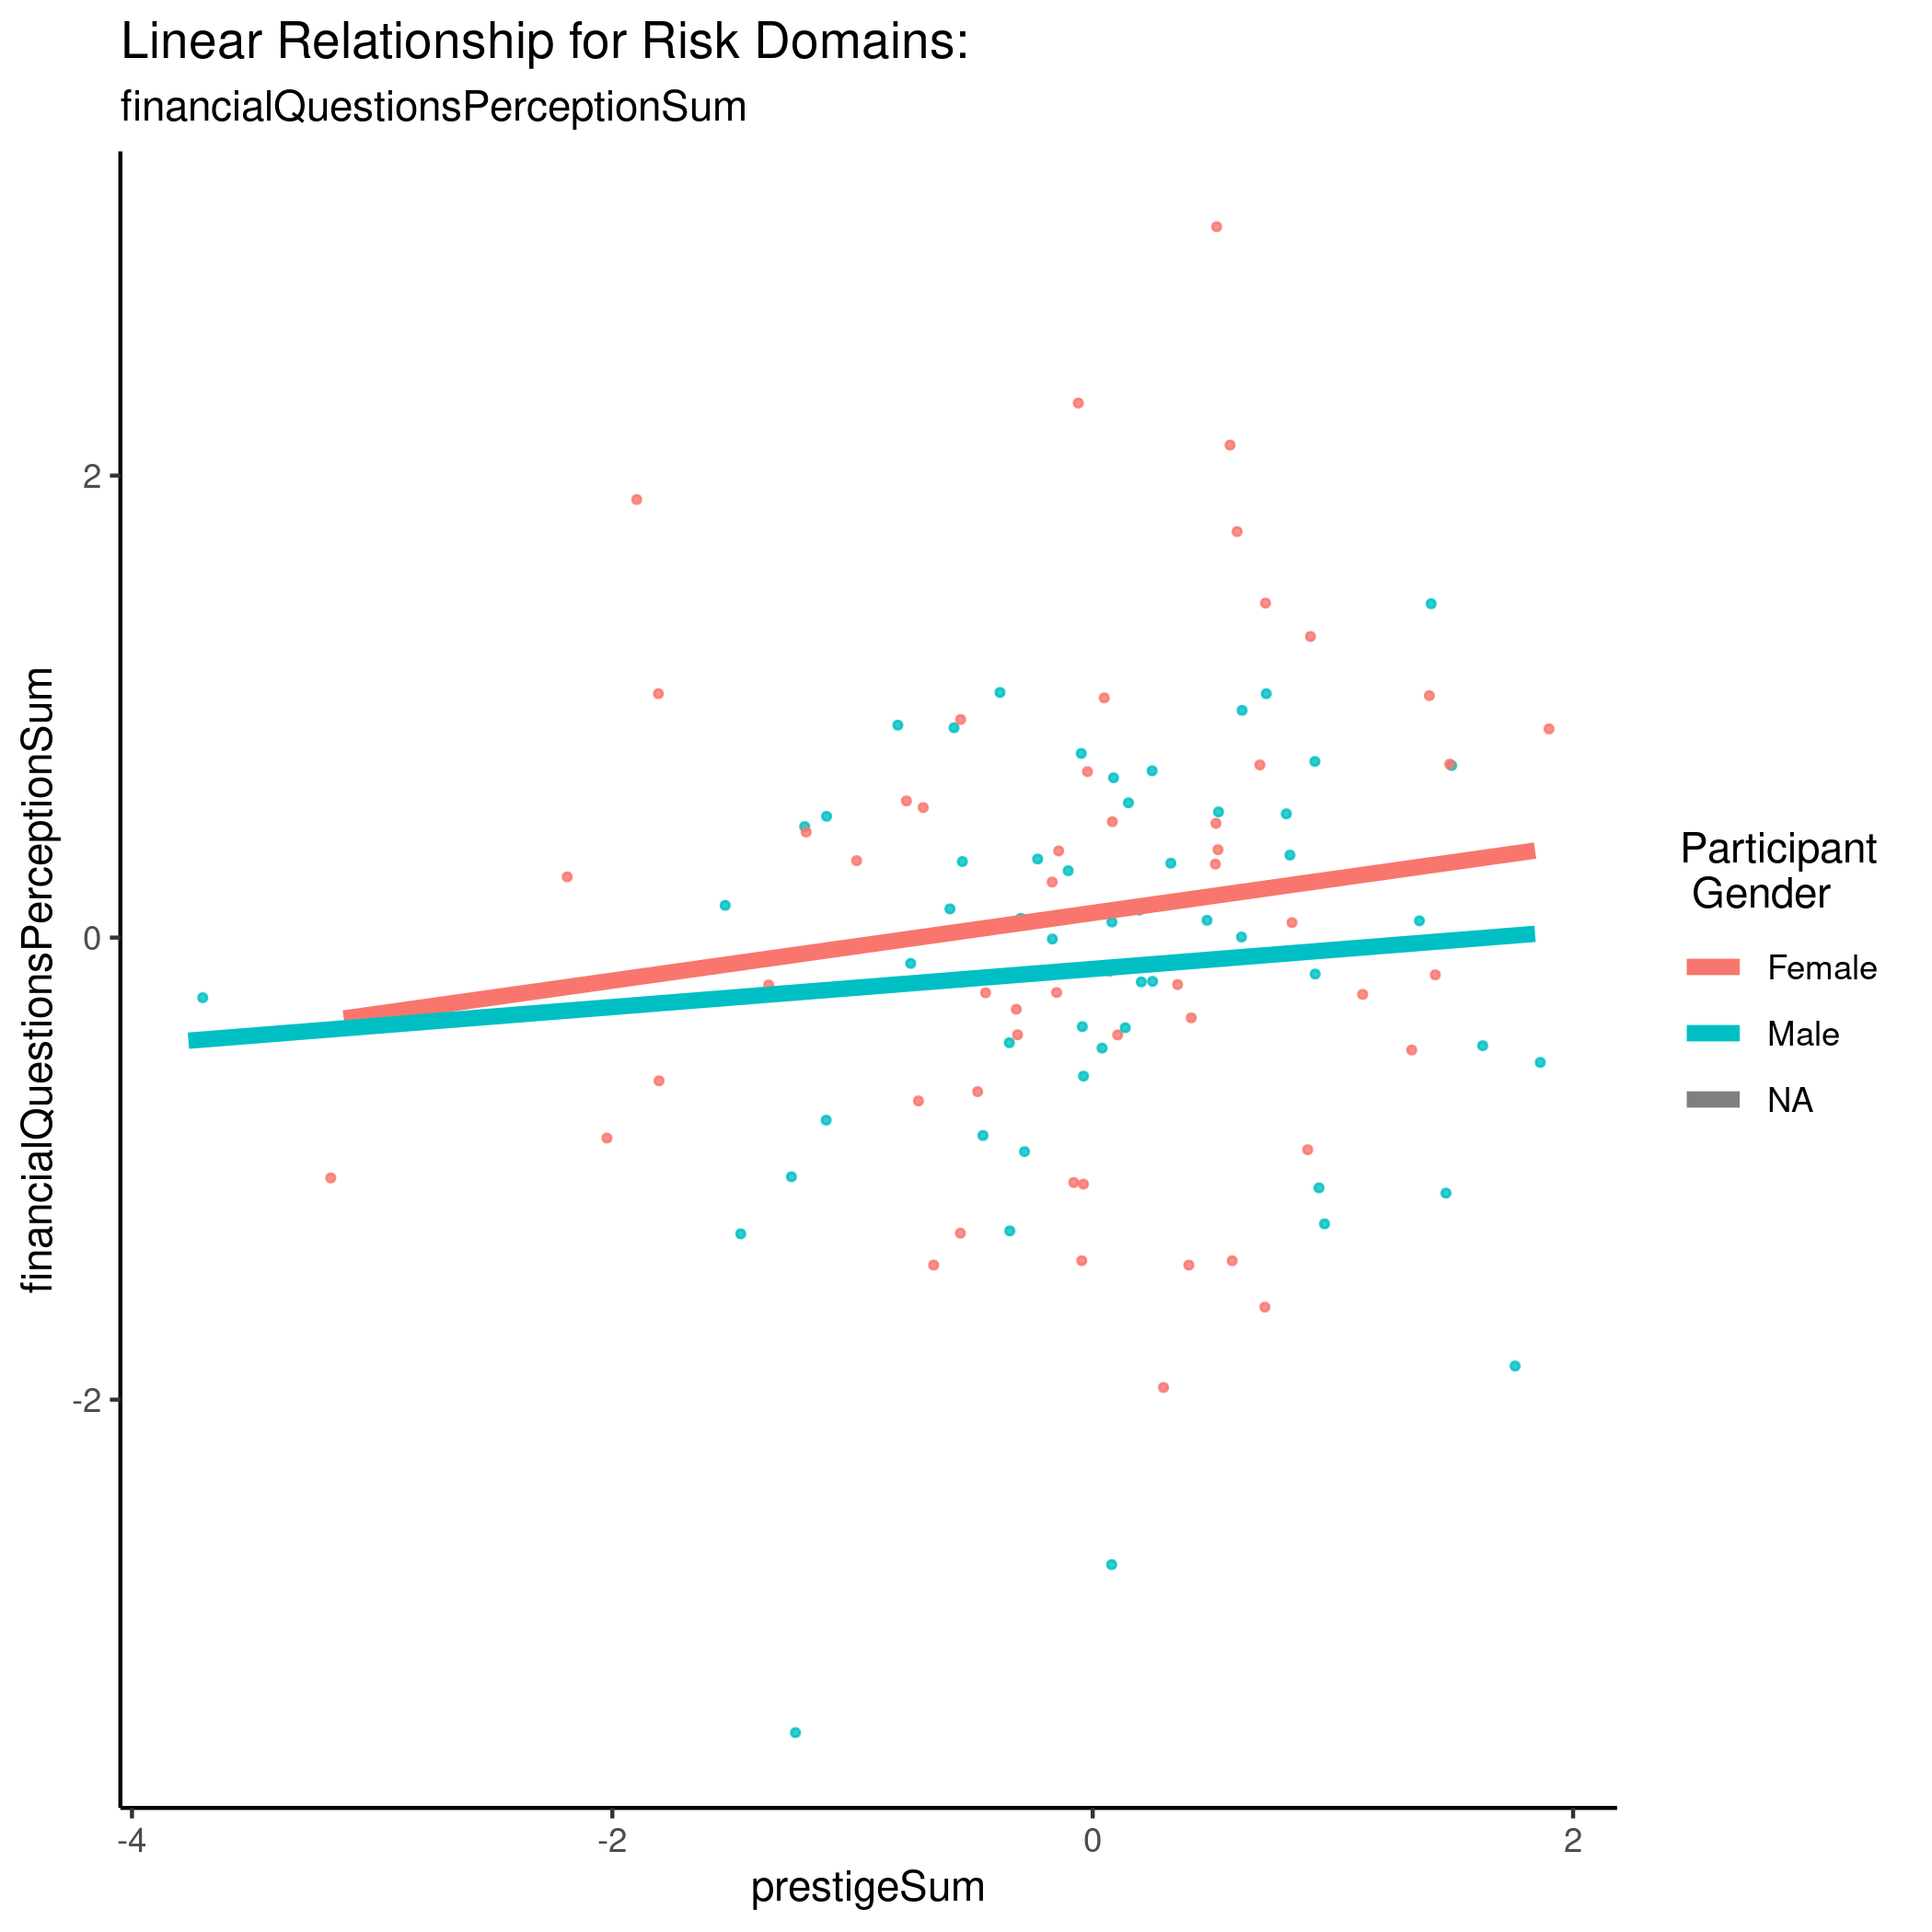 Linear Relationship for Risk Domains:
financialQuestionsPerceptionSum
financialQuestionsPerceptionSum
2
0
-2
-4
-2
0
2
prestigeSum
Participant
Gender
Female
Male
NA